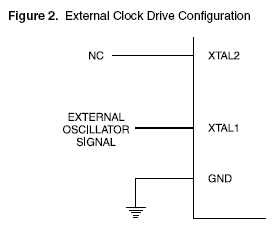 Figure 2. External Clock Drive Configuration
NC
XTAL2
EXTERNAL
OSCILLATOR
SIGNAL
XTAL1
GND